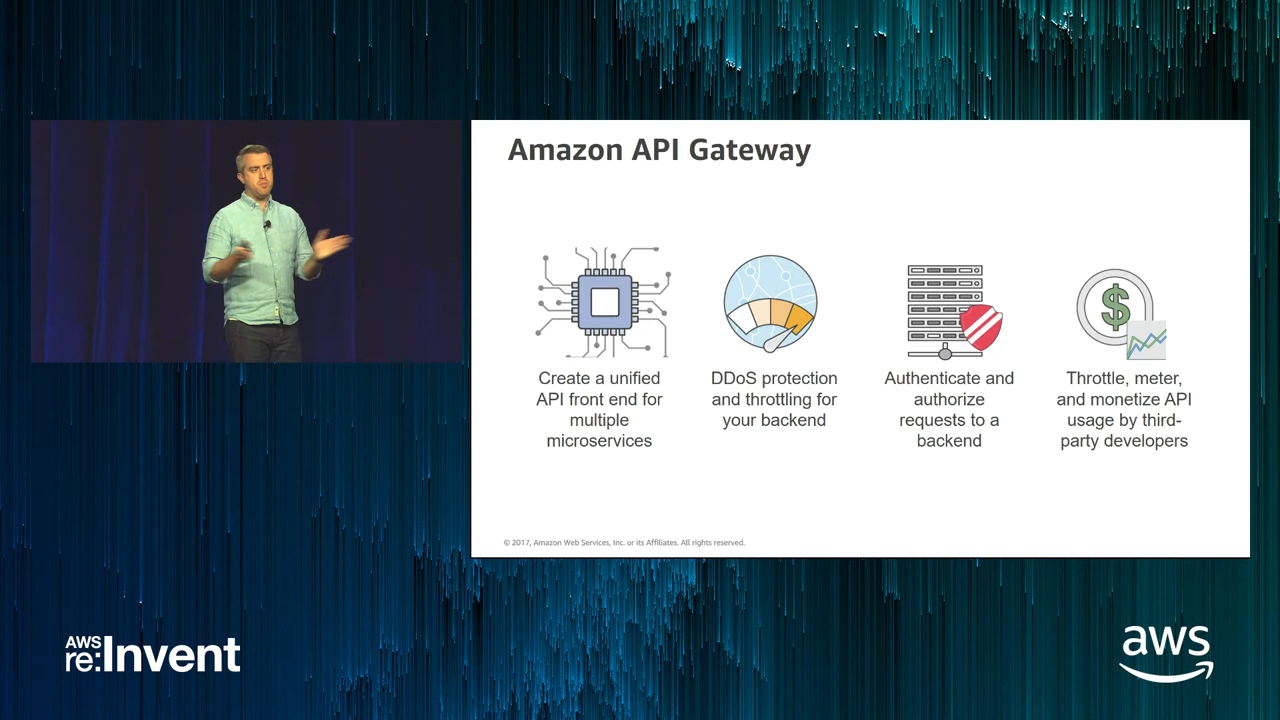 Amazon API Gateway
Create a unified
API front end for
multiple
microservices
DDoS protection
and throttling for
your backend
Authenticate and
authorize
requests to a
backend
Throttle, meter,
and monetize API
usage by third-
party developers
© 2017, Amazon Web Services, Inc. or its Affiliates. All rights reserved.
AWS
re:Invent
aws